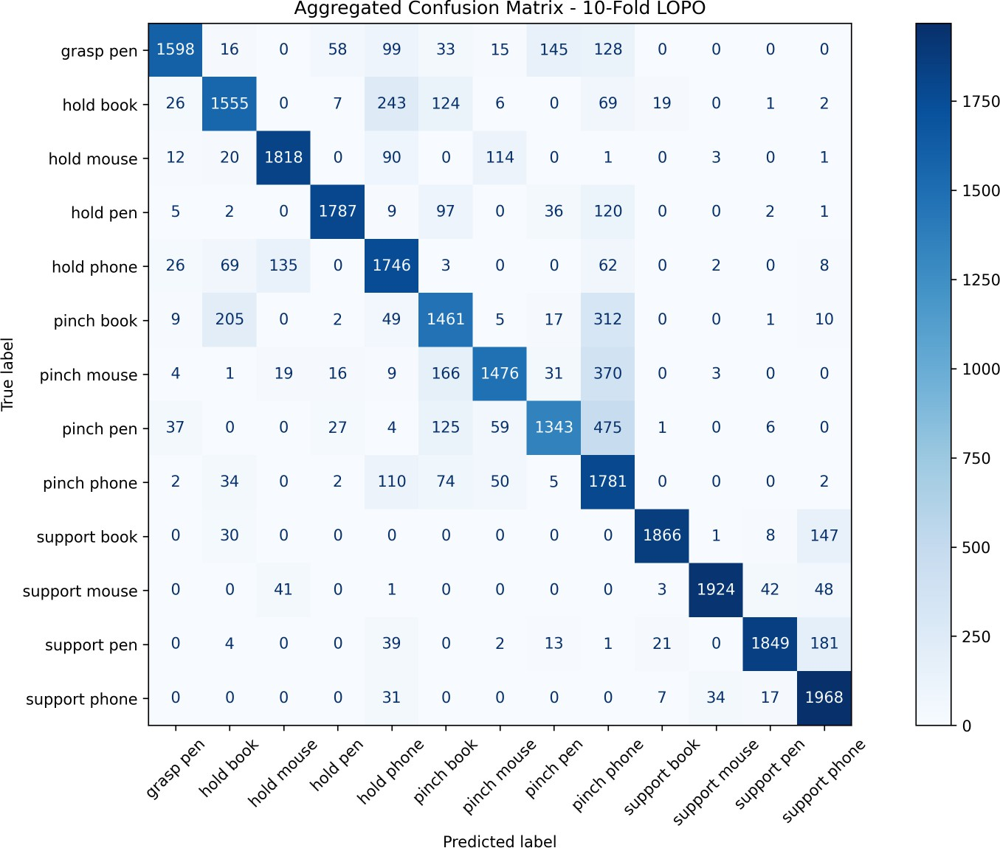 Aggregated Confusion Matrix - 10-Fold LOPO
True label
grasp pen 1598 16 0 58 99 33 15 145 128 0 0 0 0
hold book 26 1555 0 7 243 124 6 0 69 19 0 1 2
hold mouse 12 20 1818 0 90 0 114 0 1 0 3 0 1
hold pen 5 2 0 1787 9 97 0 36 120 0 0 2 1
hold phone 26 69 135 0 1746 3 0 0 62 0 2 0 8
pinch book 9 205 0 2 49 1461 5 17 312 0 0 1 10
pinch mouse 4 1 19 16 9 166 1476 31 370 0 3 0 0
pinch pen 37 0 0 27 4 125 59 1343 475 1 0 6 0
pinch phone 2 34 0 2 110 74 50 5 1781 0 0 0 2
support book 0 30 0 0 0 0 0 0 0 1866 1 8 147
support mouse 0 0 41 0 1 0 0 0 0 3 1924 42 48
support pen 0 4 0 0 39 0 2 13 1 21 0 1849 181
support phone 0 0 0 0 31 0 0 0 0 7 34 17 1968
grasp pen hold book hold mouse hold pen hold phone pinch book pinch mouse pinch pen pinch phone support book support mouse support pen support phone
Predicted label
1750
1500
1250
1000
750
500
250
0